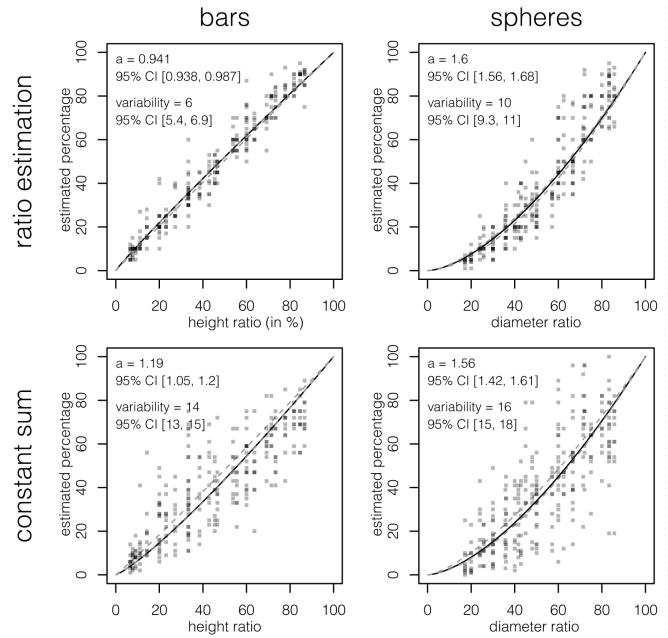 bars
spheres
ratio estimation
constant sum
a = 0.941
95% CI [0.938, 0.987]
variability = 6
95% CI [5.4, 6.9]
estimated percentage
0
20
40
60
80
100
0
20
40
60
80
100
height ratio (in %)
a = 1.6
95% CI [1.56, 1.68]
variability = 10
95% CI [9.3, 11]
estimated percentage
0
20
40
60
80
100
0
20
40
60
80
100
diameter ratio
a = 1.19
95% CI [1.05, 1.2]
variability = 14
95% CI [13, 15]
estimated percentage
0
20
40
60
80
100
0
20
40
60
80
100
height ratio
a = 1.56
95% CI [1.42, 1.61]
variability = 16
95% CI [15, 18]
estimated percentage
0
20
40
60
80
100
0
20
40
60
80
100
diameter ratio